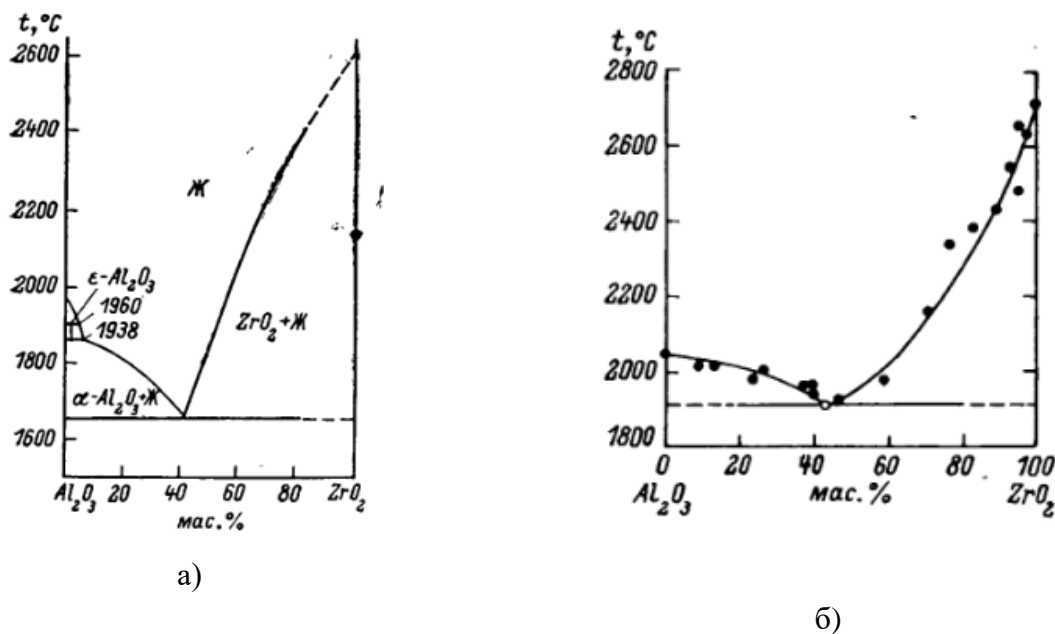 t,°C
2600
2400
2200
2000
1800
1600
Ж
ε-Al₂O₃
1960
1938
ZrO₂+Ж
α-Al₂O₃+Ж
Al₂O₃ 20 40 60 80 ZrO₂
мас.%
а)
t,°C
2800
2600
2400
2200
2000
1800
0 20 40 60 80 100
Al₂O₃ мас.% ZrO₂
б)